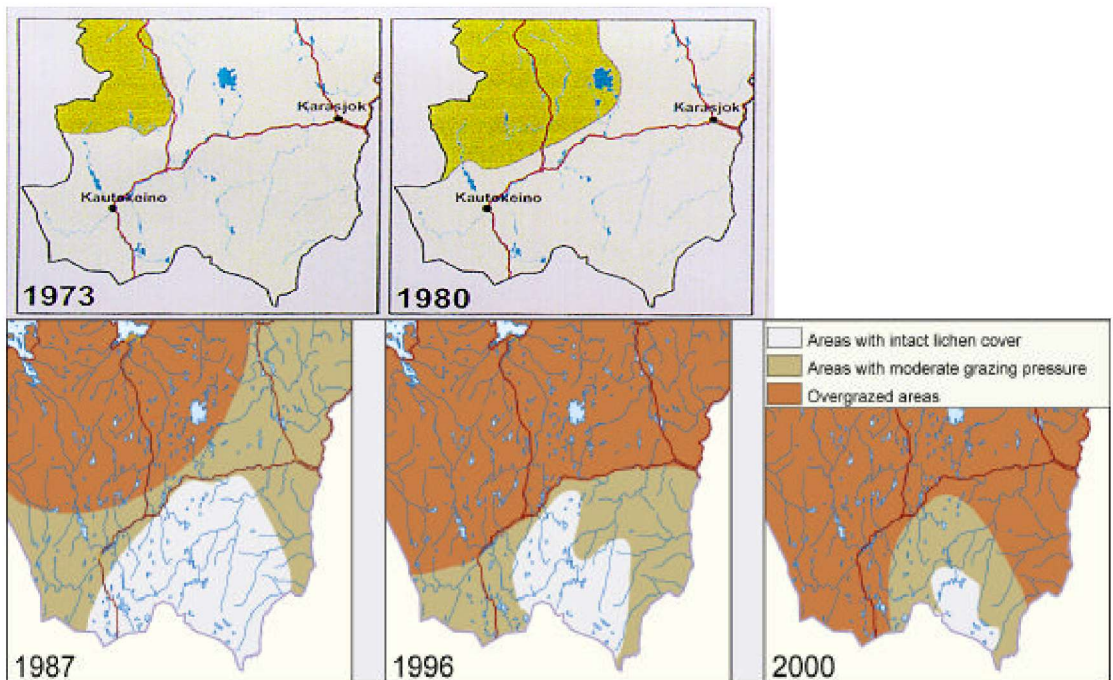 Karasjok
Kautokeino
1973
Karasjok
Kautokeino
1980
Areas with intact lichen cover
Areas with moderate grazing pressure
Overgrazed areas
1987
1996
2000